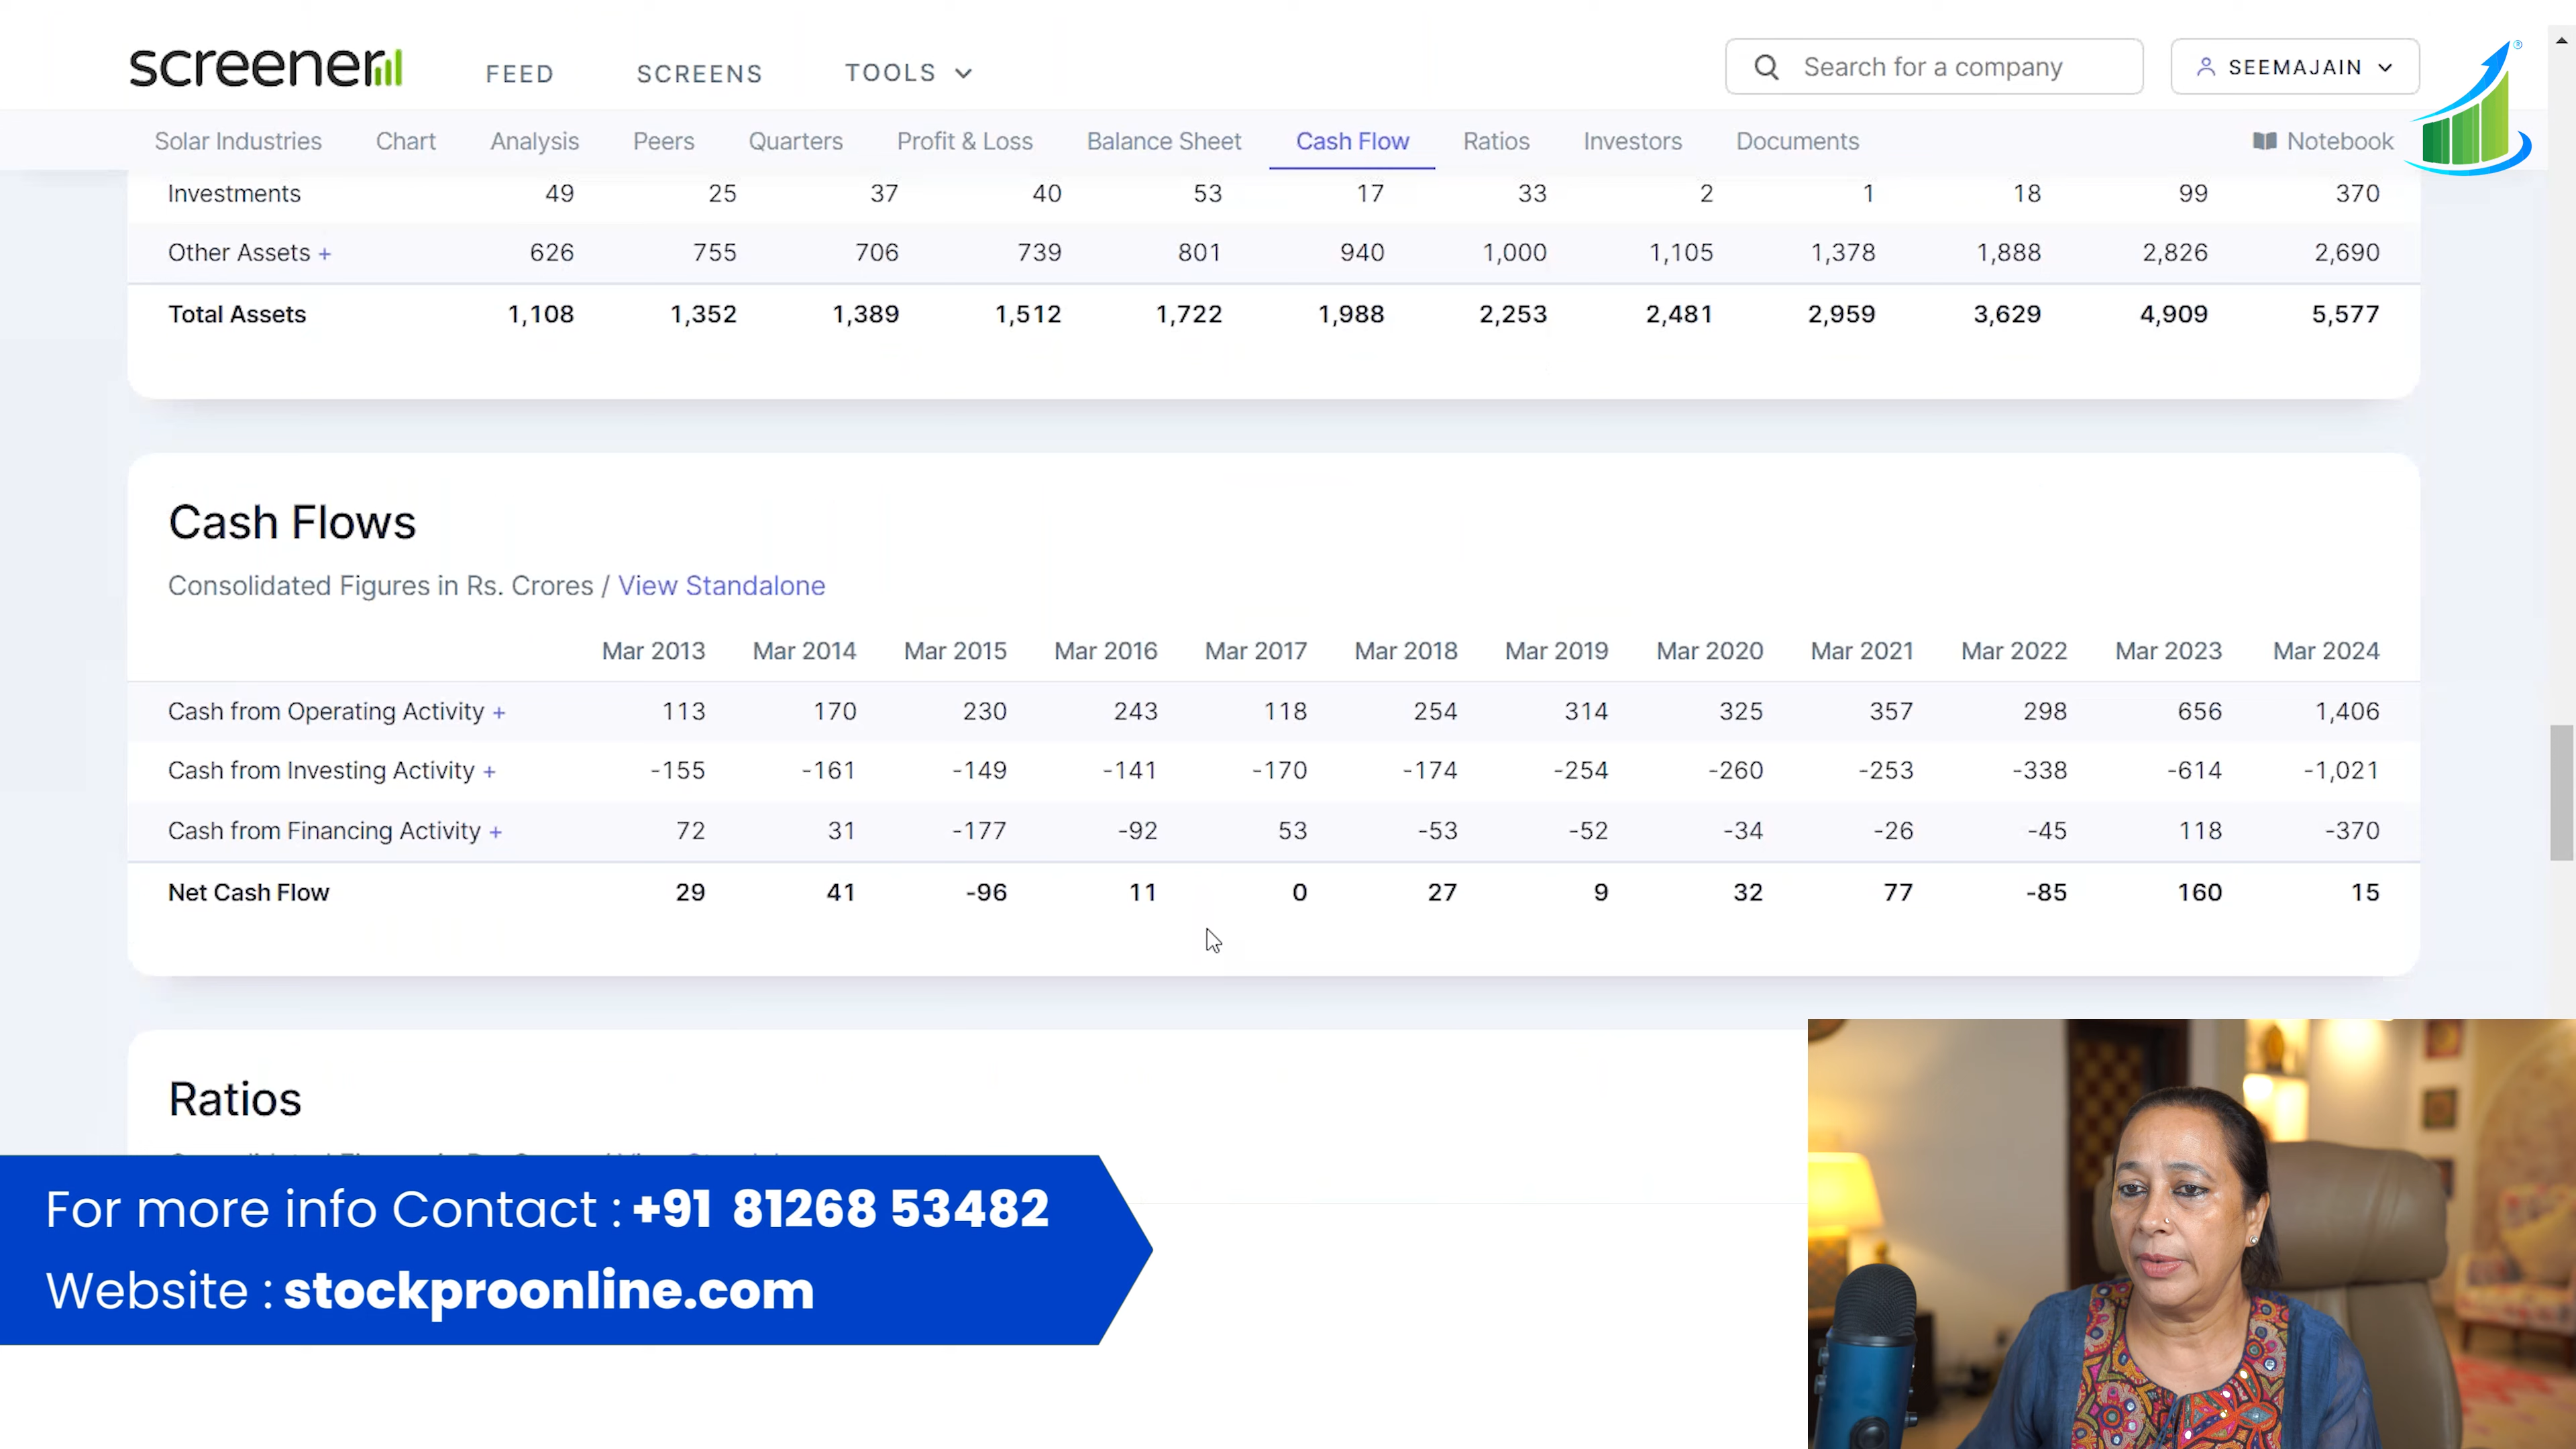 screener FEED SCREENS TOOLS Search for a company SEEMAJAIN
Solar Industries Chart Analysis Peers Quarters Profit & Loss Balance Sheet Cash Flow Ratios Investors Documents Notebook
Investments 49 25 37 40 53 17 33 2 1 18 99 370
Other Assets + 626 755 706 739 801 940 1,000 1,105 1,378 1,888 2,826 2,690
Total Assets 1,108 1,352 1,389 1,512 1,722 1,988 2,253 2,481 2,959 3,629 4,909 5,577
Cash Flows
Consolidated Figures in Rs. Crores / View Standalone
Mar 2013 Mar 2014 Mar 2015 Mar 2016 Mar 2017 Mar 2018 Mar 2019 Mar 2020 Mar 2021 Mar 2022 Mar 2023 Mar 2024
Cash from Operating Activity + 113 170 230 243 118 254 314 325 357 298 656 1,406
Cash from Investing Activity + -155 -161 -149 -141 -170 -174 -254 -260 -253 -338 -614 -1,021
Cash from Financing Activity + 72 31 -177 -92 53 -53 -52 -34 -26 -45 118 -370
Net Cash Flow 29 41 -96 11 0 27 9 32 77 -85 160 15
Ratios
For more info Contact : +91 81268 53482
Website : stockproonline.com